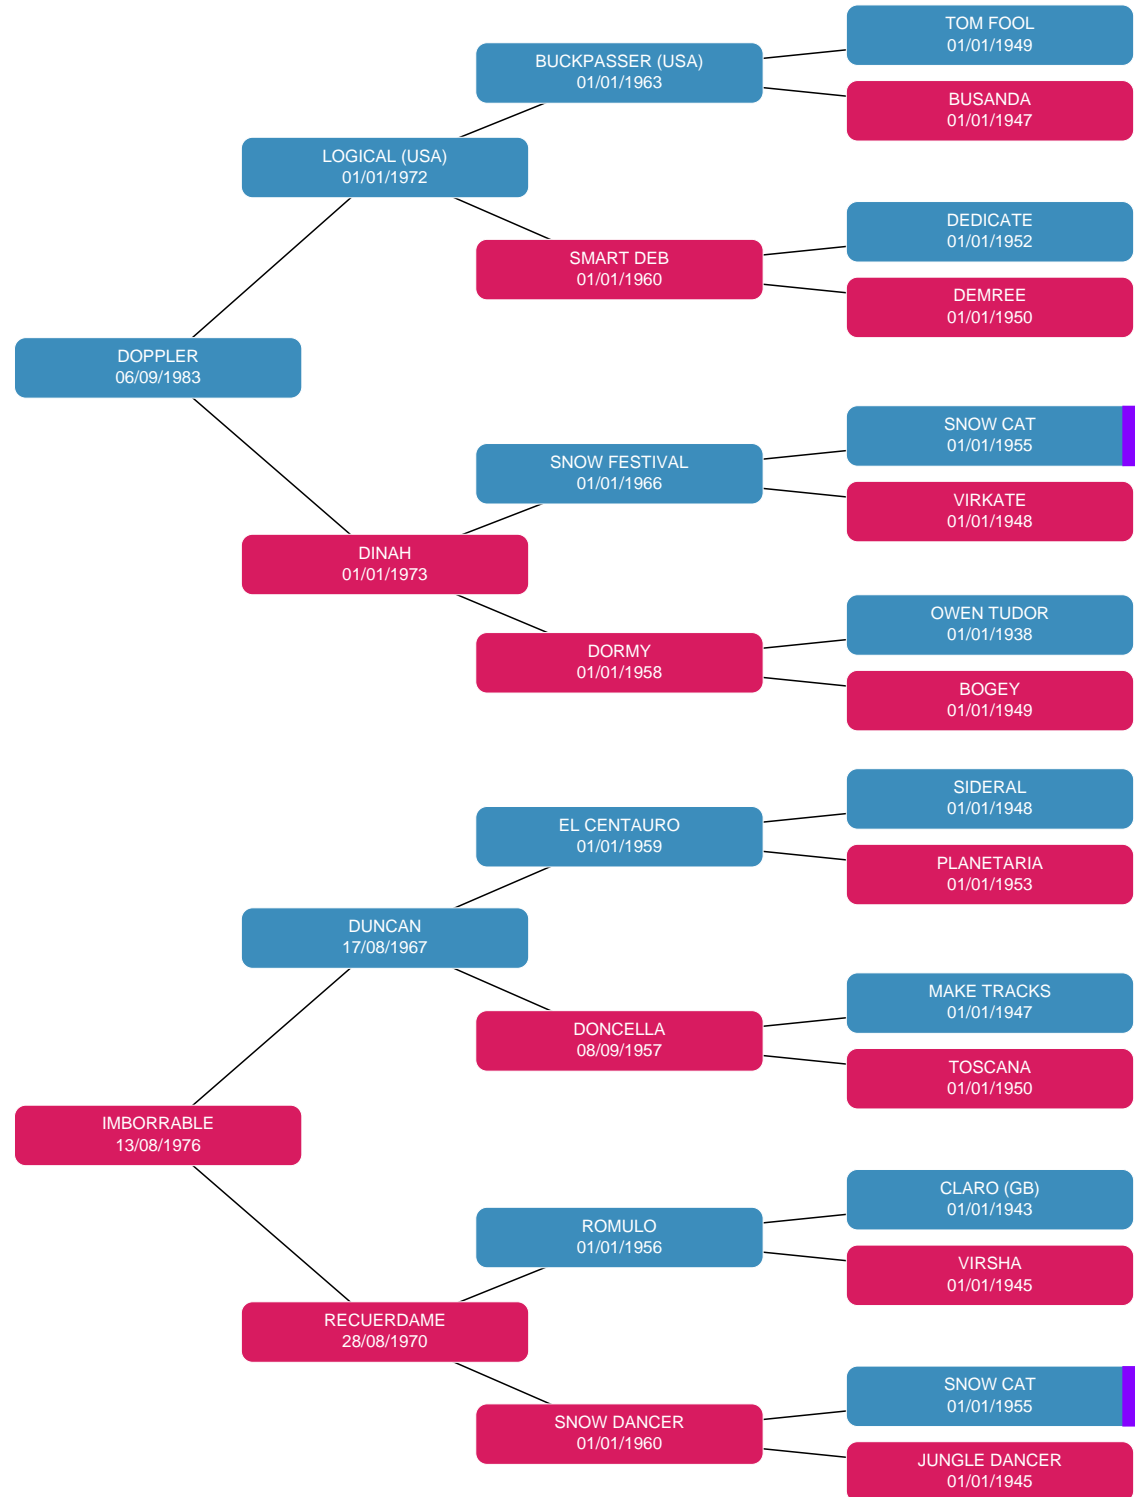 TOM FOOL
01/01/1949
BUCKPASSER (USA)
01/01/1963
BUSANDA
01/01/1947
LOGICAL (USA)
01/01/1972
DEDICATE
01/01/1952
SMART DEB
01/01/1960
DEMREE
01/01/1950
DOPPLER
06/09/1983
SNOW CAT
01/01/1955
SNOW FESTIVAL
01/01/1966
VIRKATE
01/01/1948
DINAH
01/01/1973
OWEN TUDOR
01/01/1938
DORMY
01/01/1958
BOGEY
01/01/1949
SIDERAL
01/01/1948
EL CENTAURO
01/01/1959
PLANETARIA
01/01/1953
DUNCAN
17/08/1967
MAKE TRACKS
01/01/1947
DONCELLA
08/09/1957
TOSCANA
01/01/1950
IMBORRABLE
13/08/1976
CLARO (GB)
01/01/1943
ROMULO
01/01/1956
VIRSHA
01/01/1945
RECUERDAME
28/08/1970
SNOW CAT
01/01/1955
SNOW DANCER
01/01/1960
JUNGLE DANCER
01/01/1945